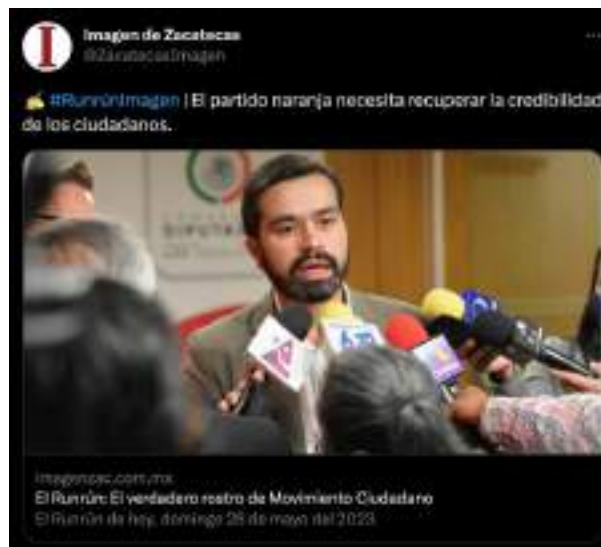 Imagen de Zacatecas
@ZacatecasImagen
✍️ #RunrúnImagen | El partido naranja necesita recuperar la credibilidad
de los ciudadanos.
imagenzac.com.mx
El Runrún: El verdadero rostro de Movimiento Ciudadano
El Runrún de hoy, domingo 28 de mayo del 2023